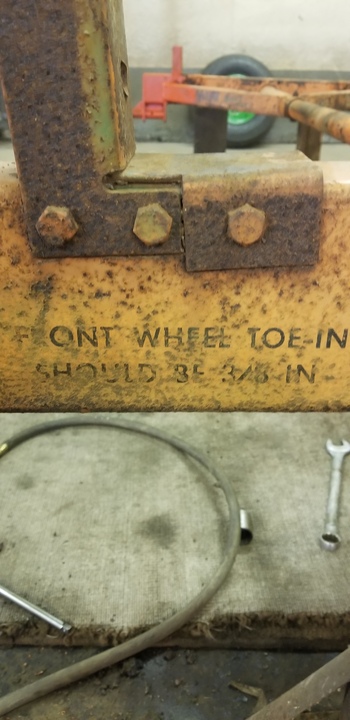 FRONT WHEEL TOE-IN
SHOULD BE 3/8 IN